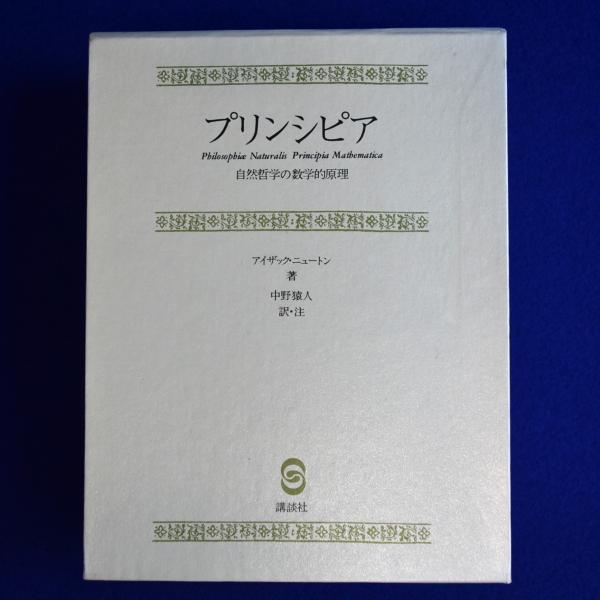 プリンシピア
Philosophiæ Naturalis Principia Mathematica
自然哲学の数学的原理
アイザック・ニュートン
著
中野猿人
訳・注
講談社